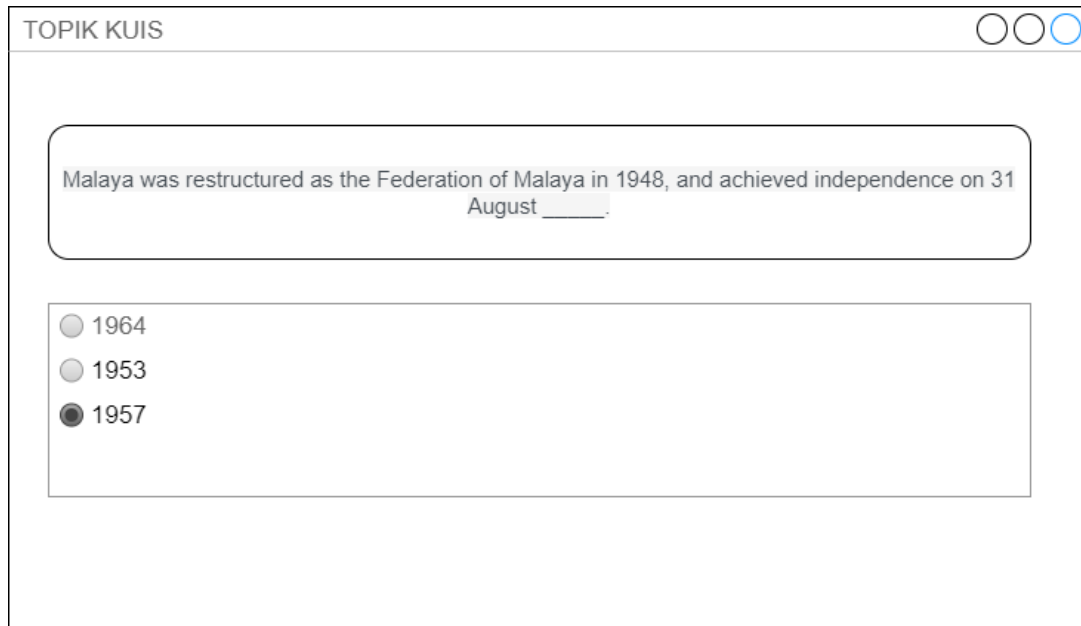 TOPIK KUIS
Malaya was restructured as the Federation of Malaya in 1948, and achieved independence on 31
August _____.
1964
1953
1957